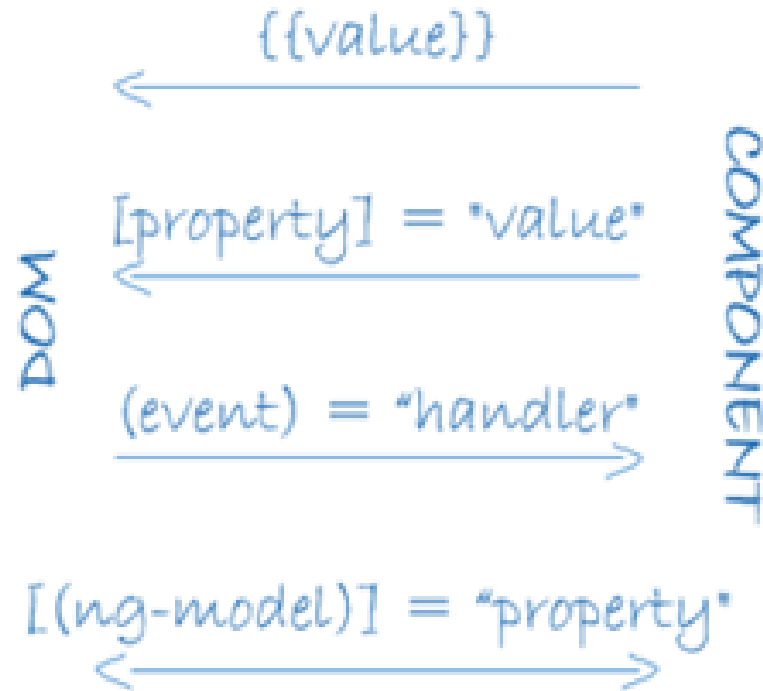 {{value}}
[property] = "value"
DOM
COMPONENT
(event) = "handler"
[(ng-model)] = "property"